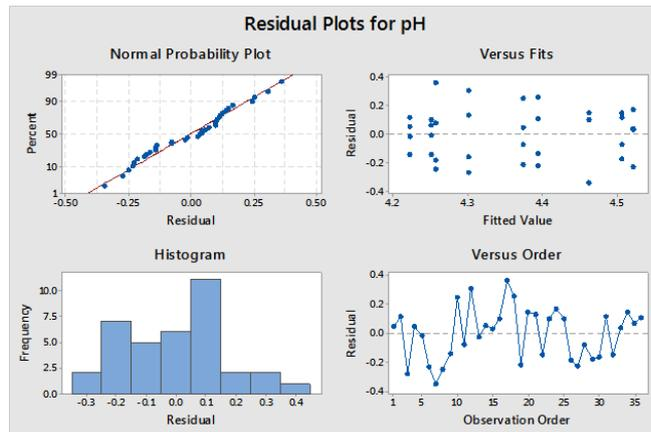 Residual Plots for pH
Normal Probability Plot
99
90
50
10
1
Percent
-0.50 -0.25 0.00 0.25 0.50
Residual
Versus Fits
0.4
0.2
0.0
-0.2
-0.4
Residual
4.2 4.3 4.4 4.5
Fitted Value
Histogram
10.0
7.5
5.0
2.5
0.0
Frequency
-0.3 -0.2 -0.1 0.0 0.1 0.2 0.3 0.4
Residual
Versus Order
0.4
0.2
0.0
-0.2
-0.4
Residual
1 5 10 15 20 25 30 35
Observation Order